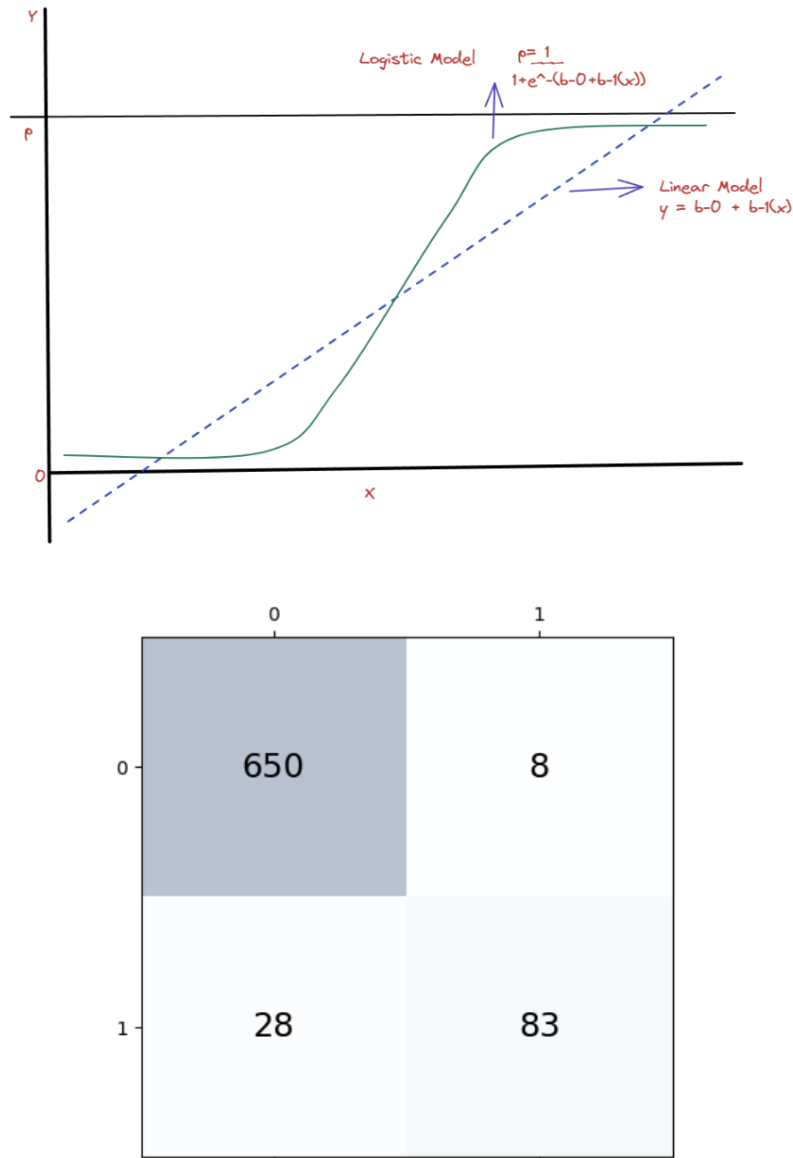 Y
Logistic Model
p= 1
1+e^-(b-0+b-1(x))
p
Linear Model
y = b-0 + b-1(x)
0
x
0 1
0
650 8
1
28 83